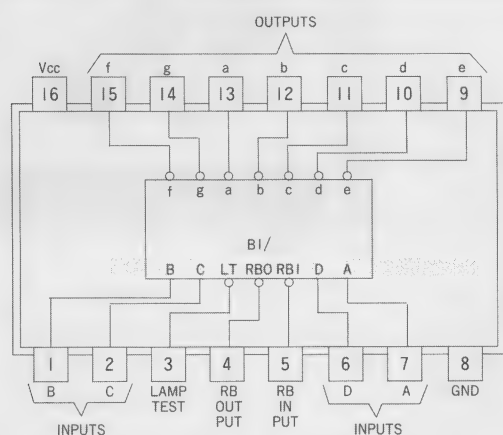 OUTPUTS
Vcc f g a b c d e
16 15 14 13 12 11 10 9
f g a b c d e
BI/
B C LT RBO RBI D A
1 2 3 4 5 6 7 8
B C LAMP RB RB D A GND
TEST OUT IN
PUT PUT
INPUTS INPUTS